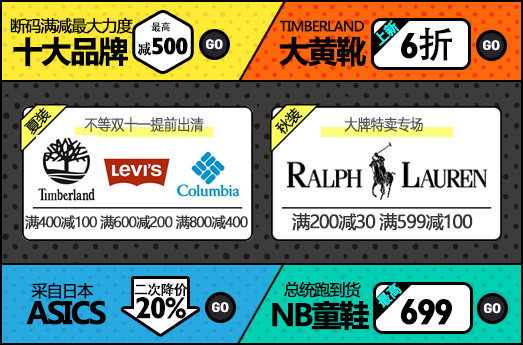 断码满减最大力度
十大品牌
最高
减500
GO
TIMBERLAND
大黄靴
上新
6折
GO
夏装
不等双十一提前出清
Timberland
LEVI'S
Columbia
满400减100 满600减200 满800减400
秋装
大牌特卖专场
RALPH LAUREN
满200减30 满599减100
采自日本
ASICS
二次降价
20%
GO
总统跑到货
NB童鞋
最高
699
GO